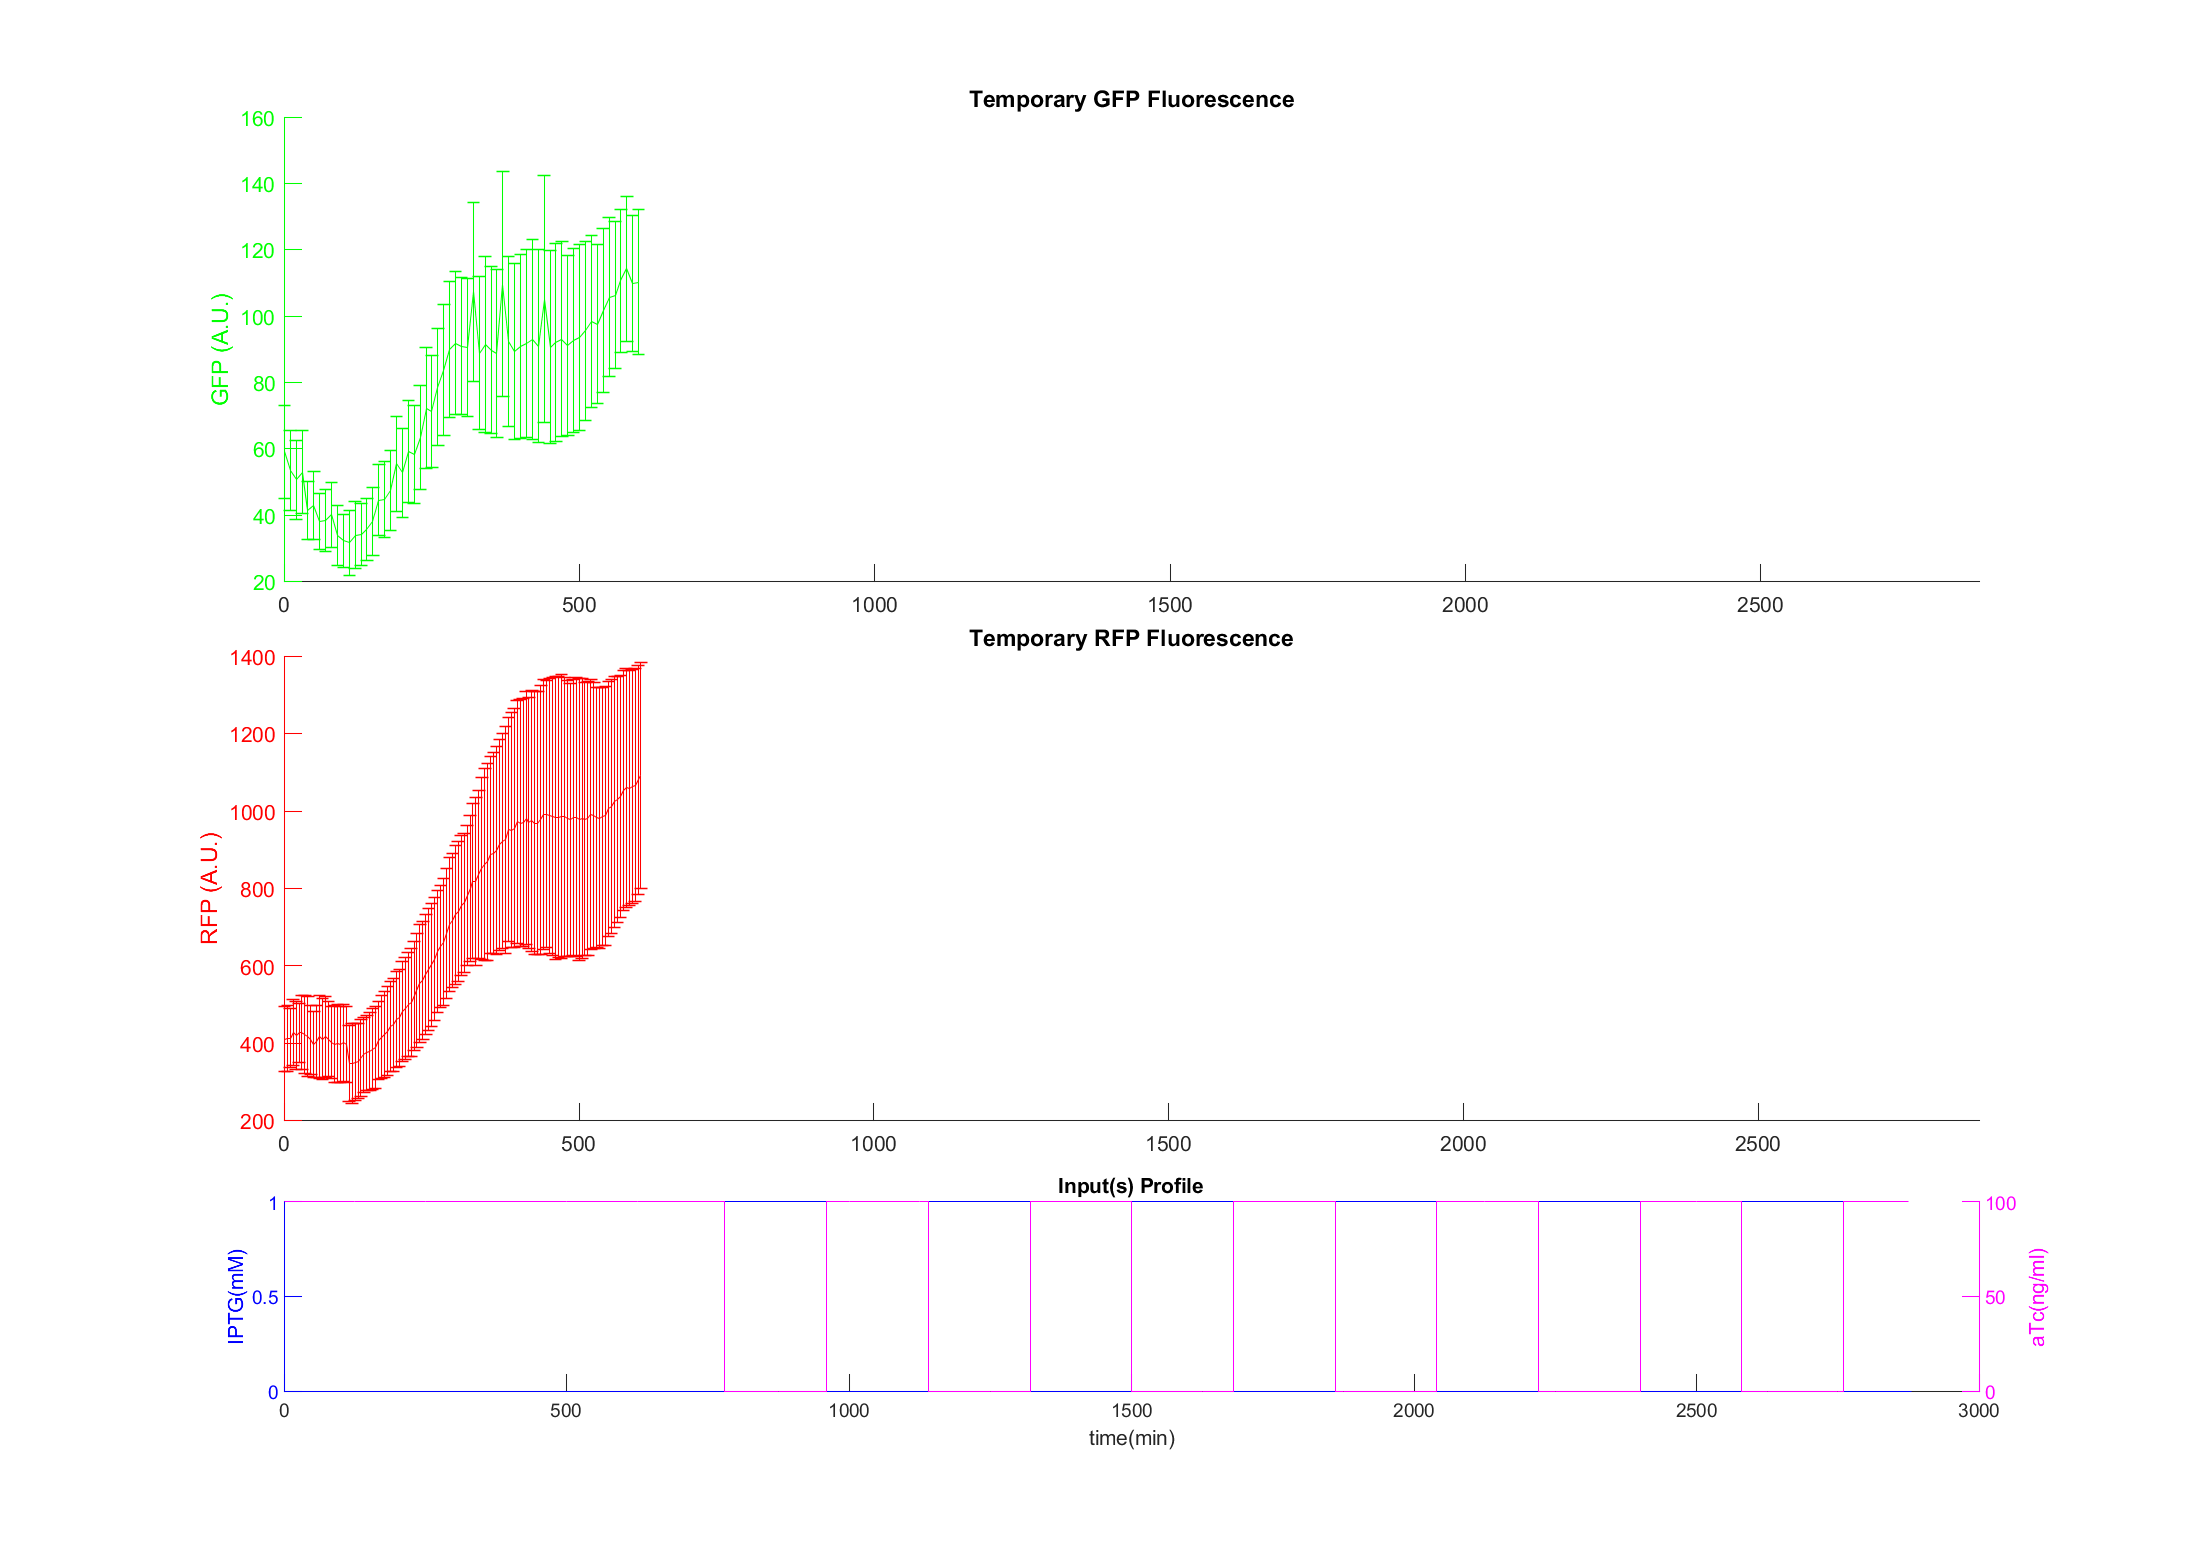 Temporary GFP Fluorescence
160
140
120
100
80
60
40
20
GFP (A.U.)
0 500 1000 1500 2000 2500
Temporary RFP Fluorescence
1400
1200
1000
800
600
400
200
RFP (A.U.)
0 500 1000 1500 2000 2500
Input(s) Profile
1
0.5
0
IPTG(mM)
100
50
0
aTc(ng/ml)
0 500 1000 1500 2000 2500 3000
time(min)